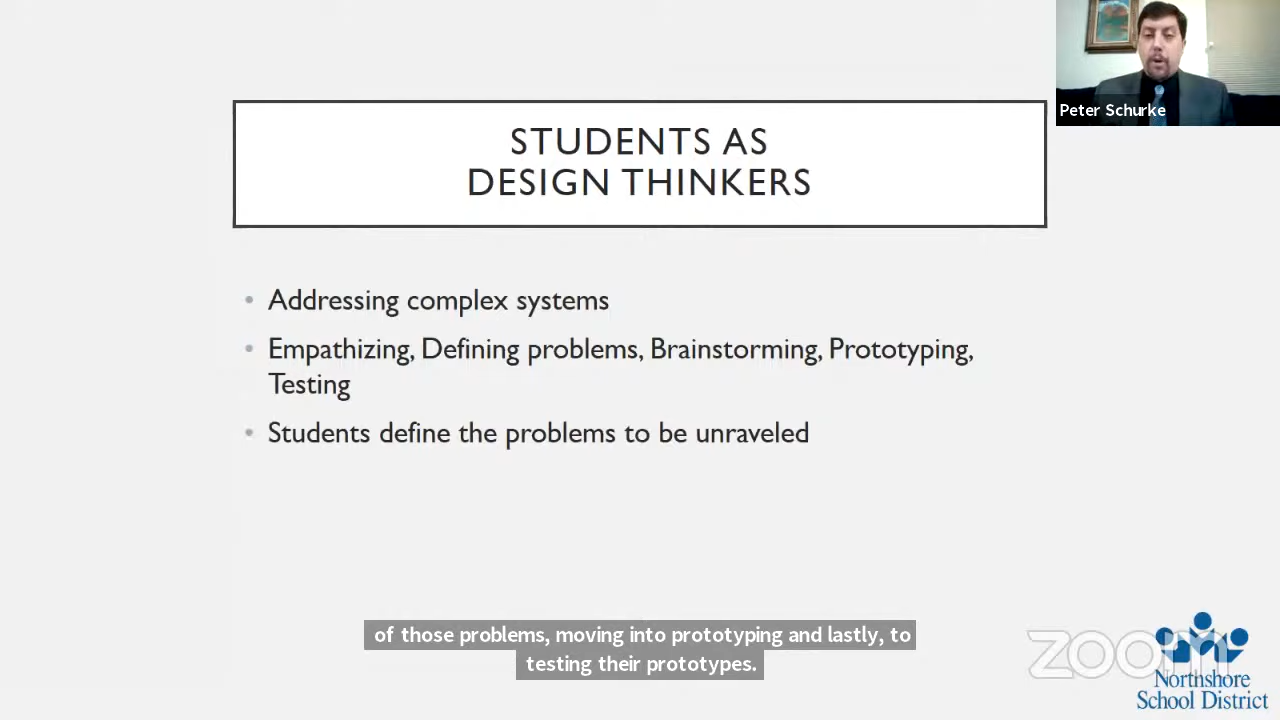 Peter Schurke
STUDENTS AS
DESIGN THINKERS
• Addressing complex systems
• Empathizing, Defining problems, Brainstorming, Prototyping,
Testing
• Students define the problems to be unraveled
of those problems, moving into prototyping and lastly, to
testing their prototypes.
zoom
Northshore
School District